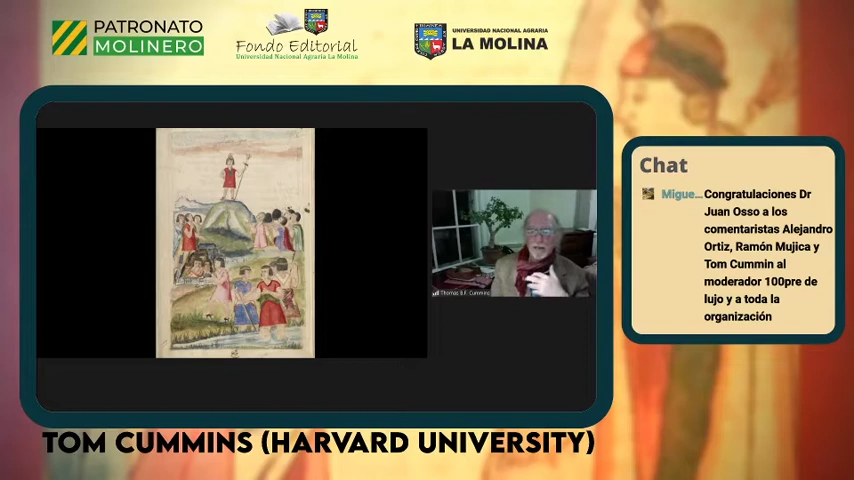 PATRONATO
MOLINERO
Fondo Editorial
Universidad Nacional Agraria La Molina
UNIVERSIDAD NACIONAL AGRARIA
LA MOLINA
Thomas B.F. Cummins
TOM CUMMINS (HARVARD UNIVERSITY)
Chat
Migue... Congratulaciones Dr
Juan Osso a los
comentaristas Alejandro
Ortiz, Ramón Mujica y
Tom Cummin al
moderador 100pre de
lujo y a toda la
organización